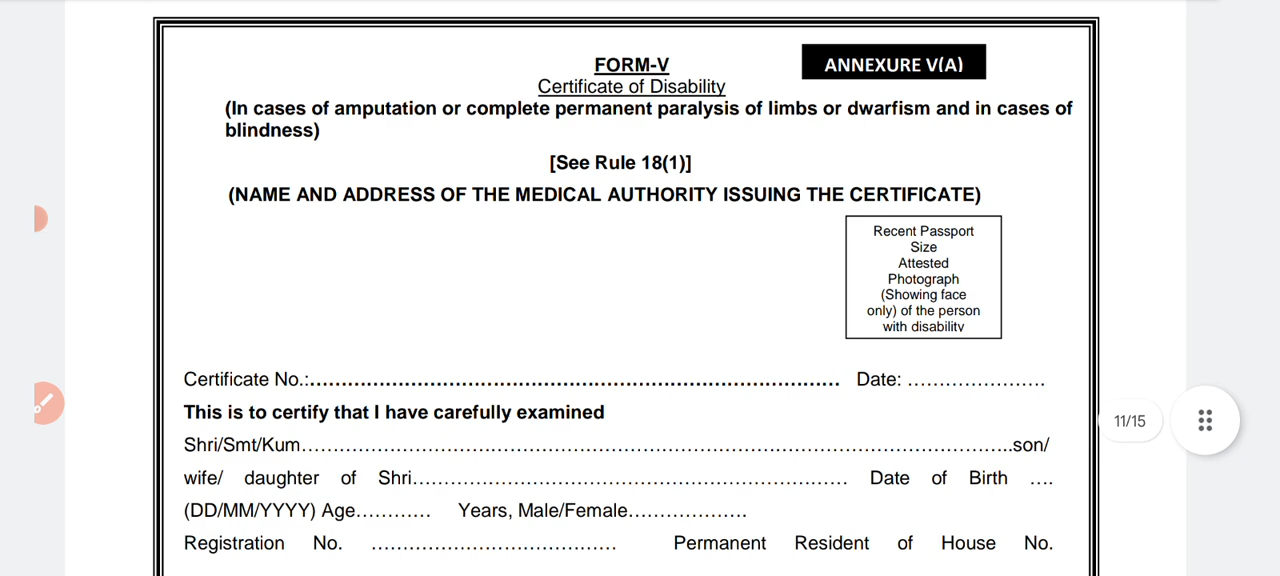 FORM-V
ANNEXURE V(A)
Certificate of Disability
(In cases of amputation or complete permanent paralysis of limbs or dwarfism and in cases of
blindness)
[See Rule 18(1)]
(NAME AND ADDRESS OF THE MEDICAL AUTHORITY ISSUING THE CERTIFICATE)
Recent Passport
Size
Attested
Photograph
(Showing face
only) of the person
with disability
Certificate No.:…………………………………………………………………………. Date: ………………….
This is to certify that I have carefully examined
Shri/Smt/Kum…………………………………………………………………………………………………...son/
wife/ daughter of Shri…………………………………………………………… Date of Birth ….
(DD/MM/YYYY) Age………… Years, Male/Female……………….
Registration No. ………………………………… Permanent Resident of House No.
11/15